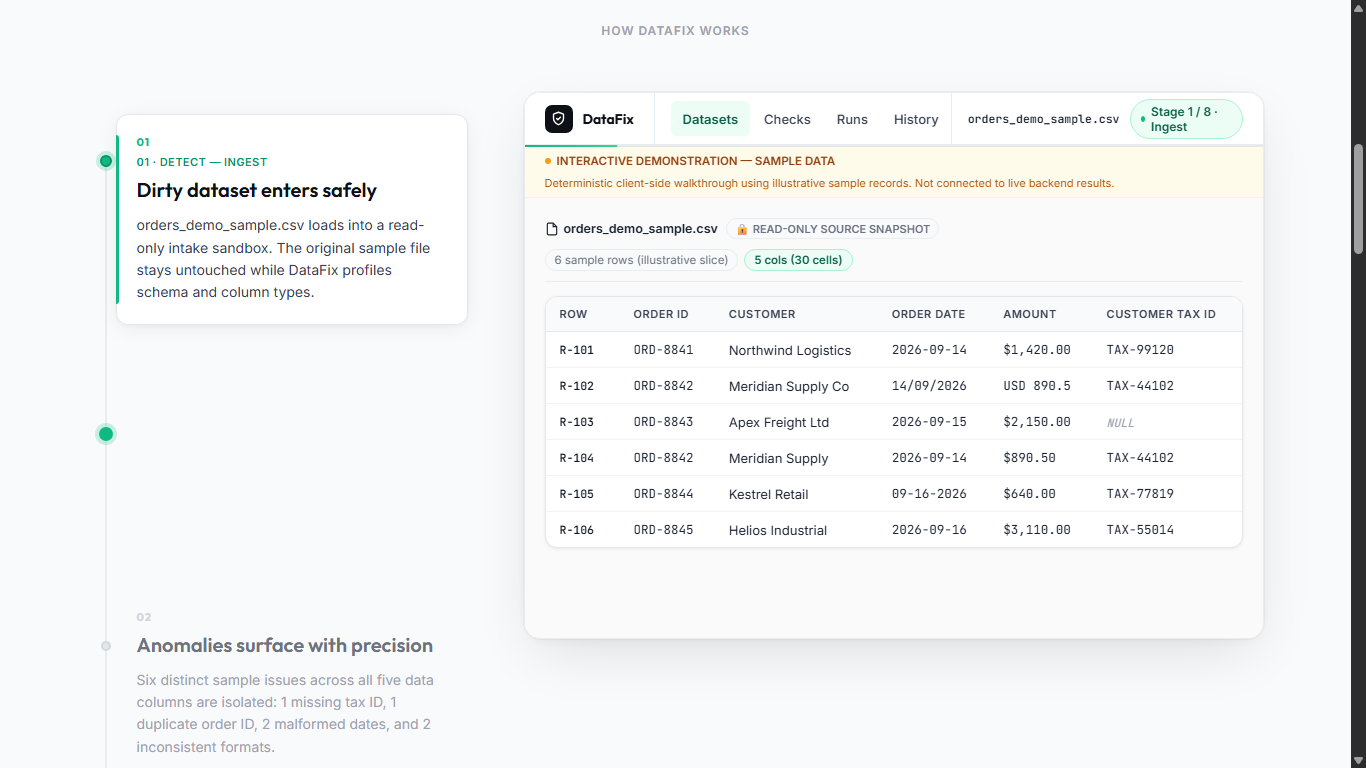 HOW DATAFIX WORKS
01
01 · DETECT — INGEST
Dirty dataset enters safely
orders_demo_sample.csv loads into a read-
only intake sandbox. The original sample file
stays untouched while DataFix profiles
schema and column types.
02
Anomalies surface with precision
Six distinct sample issues across all five data
columns are isolated: 1 missing tax ID, 1
duplicate order ID, 2 malformed dates, and 2
inconsistent formats.
DataFix Datasets Checks Runs History orders_demo_sample.csv Stage 1 / 8 ·
Ingest
INTERACTIVE DEMONSTRATION — SAMPLE DATA
Deterministic client-side walkthrough using illustrative sample records. Not connected to live backend results.
orders_demo_sample.csv 🔒 READ-ONLY SOURCE SNAPSHOT
6 sample rows (illustrative slice) 5 cols (30 cells)
ROW ORDER ID CUSTOMER ORDER DATE AMOUNT CUSTOMER TAX ID
R-101 ORD-8841 Northwind Logistics 2026-09-14 $1,420.00 TAX-99120
R-102 ORD-8842 Meridian Supply Co 14/09/2026 USD 890.5 TAX-44102
R-103 ORD-8843 Apex Freight Ltd 2026-09-15 $2,150.00 NULL
R-104 ORD-8842 Meridian Supply 2026-09-14 $890.50 TAX-44102
R-105 ORD-8844 Kestrel Retail 09-16-2026 $640.00 TAX-77819
R-106 ORD-8845 Helios Industrial 2026-09-16 $3,110.00 TAX-55014